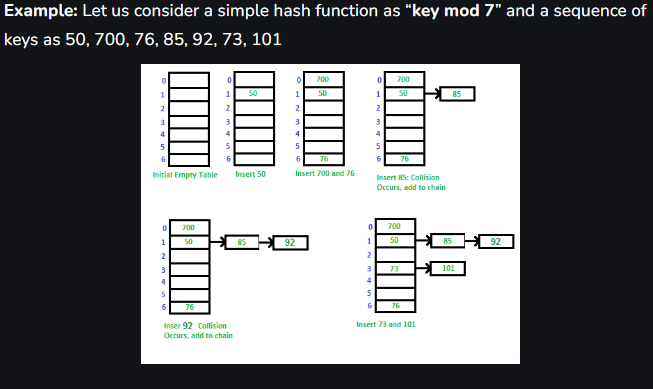 Example: Let us consider a simple hash function as “key mod 7” and a sequence of
keys as 50, 700, 76, 85, 92, 73, 101
0
1
2
3
4
5
6
Initial Empty Table
0
1 50
2
3
4
5
6
Insert 50
0 700
1 50
2
3
4
5
6 76
Insert 700 and 76
0 700
1 50 85
2
3
4
5
6 76
Insert 85: Collision
Occurs, add to chain
0 700
1 50 85 92
2
3
4
5
6 76
Inser 92 Collision
Occurs, add to chain
0 700
1 50 85 92
2
3 73 101
4
5
6 76
Insert 73 and 101